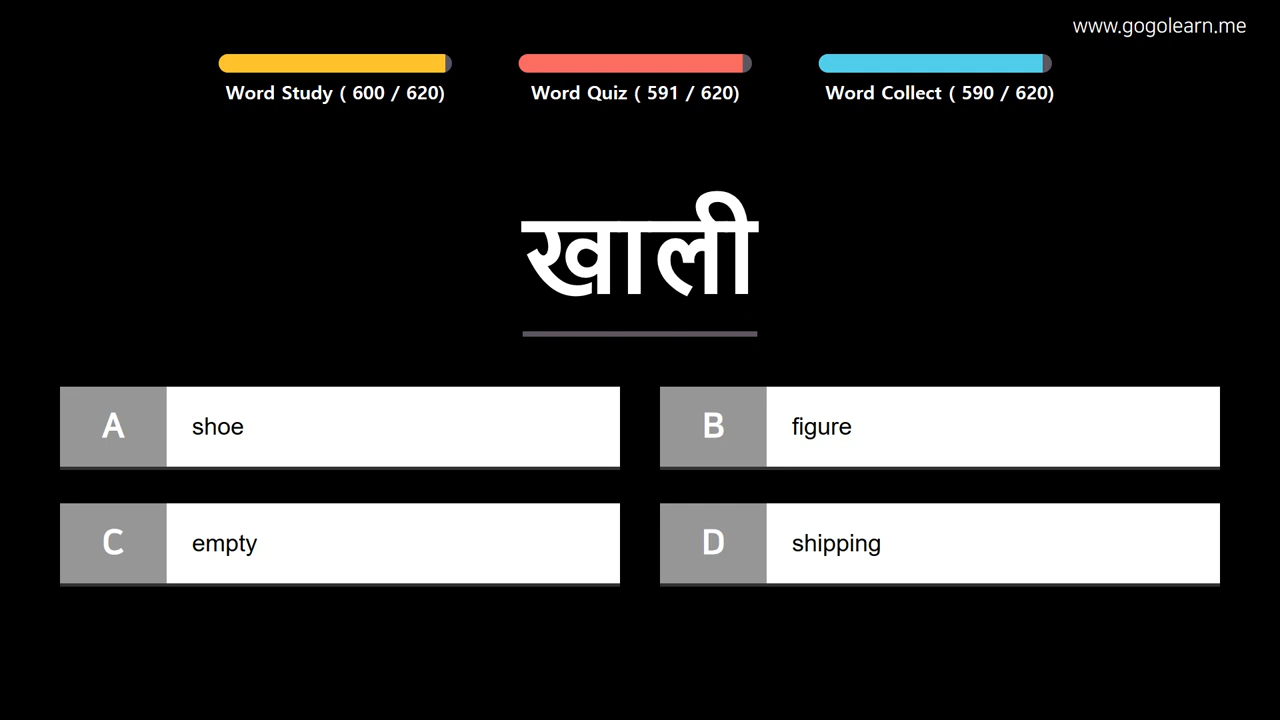 www.gogolearn.me
Word Study ( 600 / 620)
Word Quiz ( 591 / 620)
Word Collect ( 590 / 620)
खाली
A shoe
B figure
C empty
D shipping